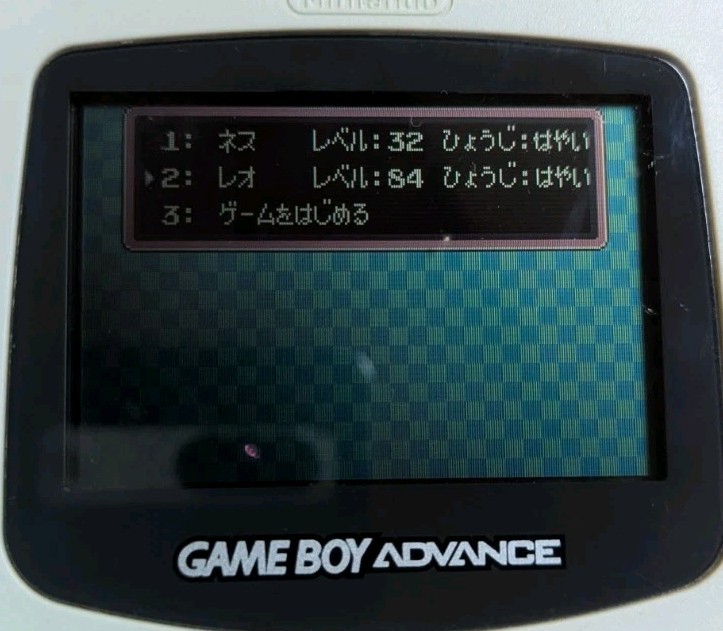 Nintendo
1: ネス レベル:32 ひょうじ:はやい
2: レオ レベル:84 ひょうじ:はやい
3: ゲームをはじめる
GAME BOY ADVANCE